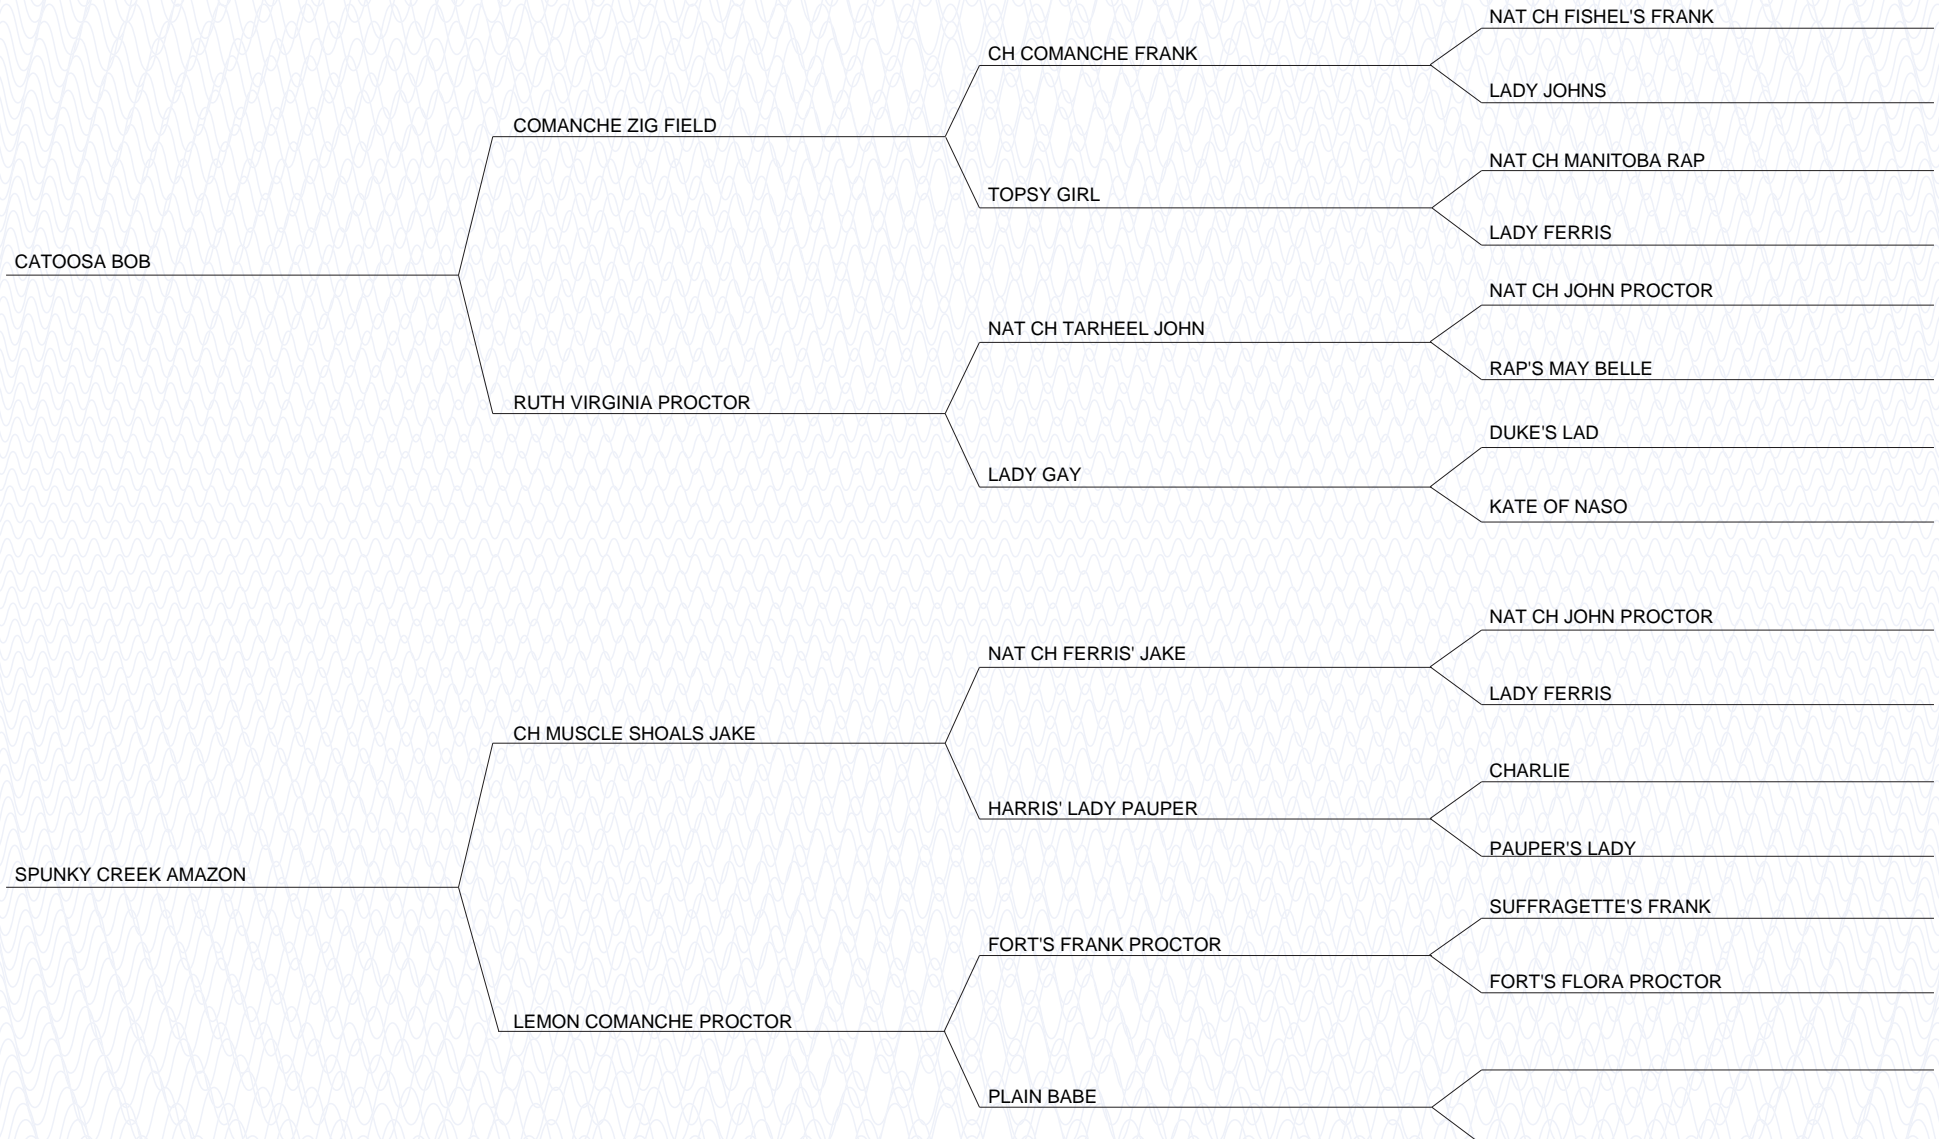 NAT CH FISHEL'S FRANK
CH COMANCHE FRANK
LADY JOHNS
COMANCHE ZIG FIELD
NAT CH MANITOBA RAP
TOPSY GIRL
LADY FERRIS
CATOOSA BOB
NAT CH JOHN PROCTOR
NAT CH TARHEEL JOHN
RAP'S MAY BELLE
RUTH VIRGINIA PROCTOR
DUKE'S LAD
LADY GAY
KATE OF NASO
NAT CH JOHN PROCTOR
NAT CH FERRIS' JAKE
LADY FERRIS
CH MUSCLE SHOALS JAKE
CHARLIE
HARRIS' LADY PAUPER
PAUPER'S LADY
SPUNKY CREEK AMAZON
SUFFRAGETTE'S FRANK
FORT'S FRANK PROCTOR
FORT'S FLORA PROCTOR
LEMON COMANCHE PROCTOR
PLAIN BABE